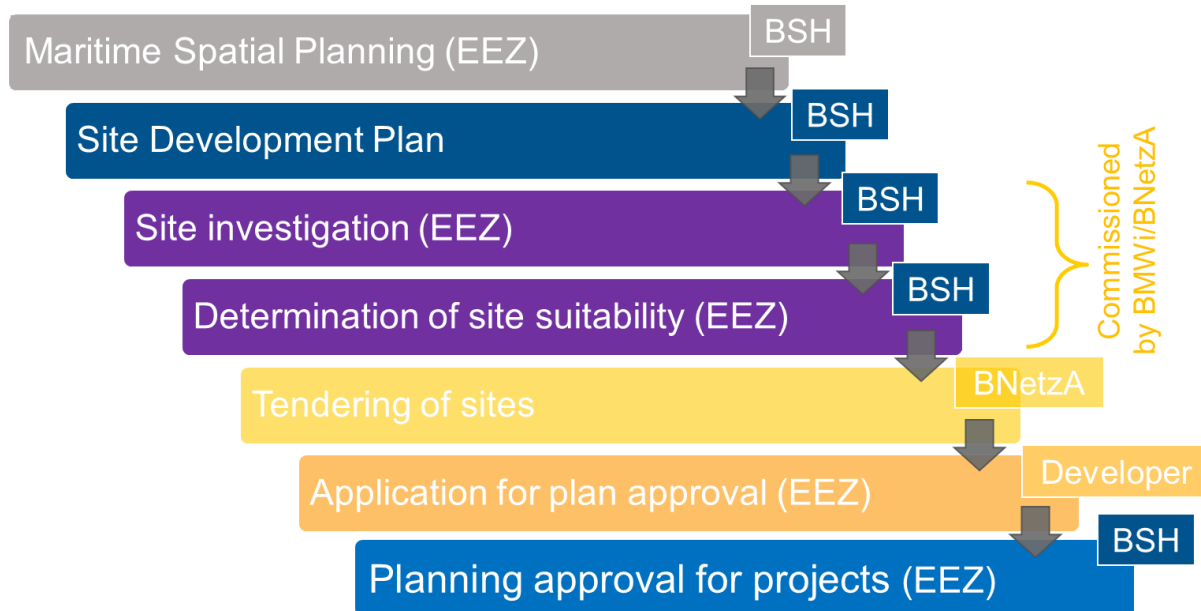 BSH
Maritime Spatial Planning (EEZ)
BSH
Site Development Plan
BSH
Site investigation (EEZ)
BSH
Determination of site suitability (EEZ)
Commissioned
by BMWi/BNetzA
BNetzA
Tendering of sites
Developer
Application for plan approval (EEZ)
BSH
Planning approval for projects (EEZ)